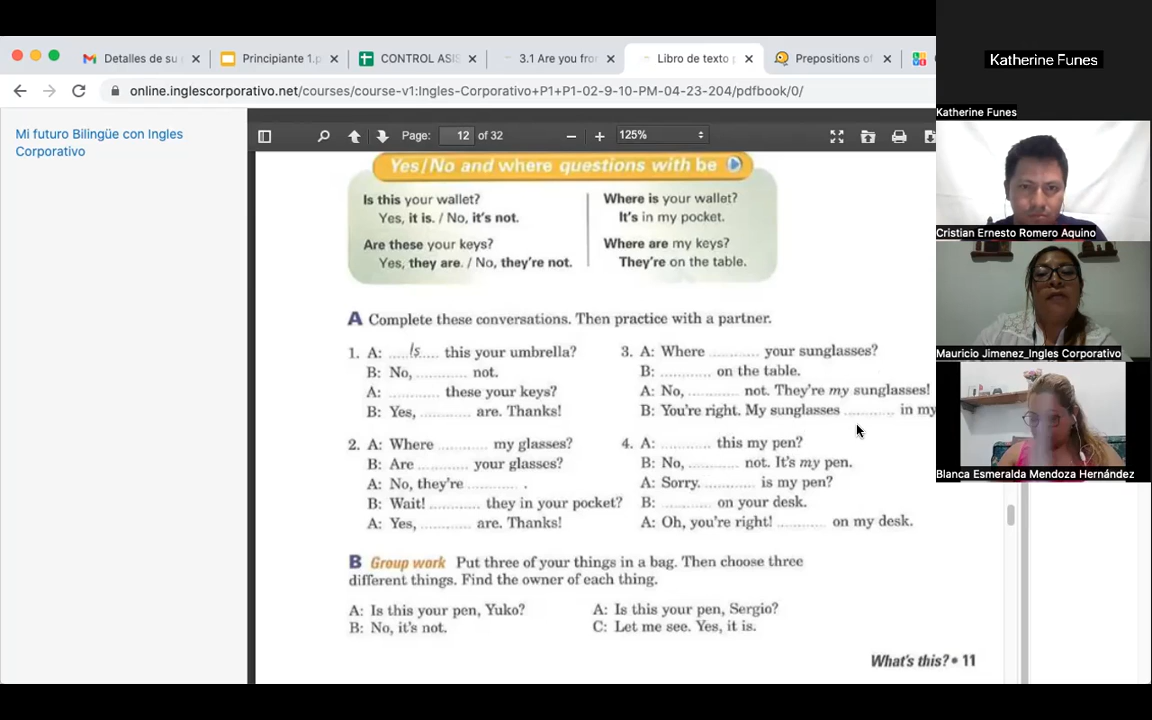 Katherine Funes
Detalles de su
Principiante 1.p
CONTROL ASIS
3.1 Are you fro
Libro de texto p
Prepositions of
Katherine Funes
online.inglescorporativo.net/courses/course-v1:Ingles-Corporativo+P1+P1-02-9-10-PM-04-23-204/pdfbook/0/
Mi futuro Bilingüe con Ingles
Corporativo
Page: 12 of 32
125%
Yes/No and where questions with be
Is this your wallet?
Yes, it is. / No, it's not.
Are these your keys?
Yes, they are. / No, they're not.
Where is your wallet?
It's in my pocket.
Where are my keys?
They're on the table.
Cristian Ernesto Romero Aquino
Mauricio Jimenez_Ingles Corporativo
Blanca Esmeralda Mendoza Hernández
A Complete these conversations. Then practice with a partner.
1. A: .....Is..... this your umbrella?
B: No, ............ not.
A: ............ these your keys?
B: Yes, ............ are. Thanks!
2. A: Where ............ my glasses?
B: Are ............ your glasses?
A: No, they're ............ .
B: Wait! ............ they in your pocket?
A: Yes, ............ are. Thanks!
3. A: Where ............ your sunglasses?
B: ............ on the table.
A: No, ............ not. They're my sunglasses!
B: You're right. My sunglasses ............ in my
4. A: ............ this my pen?
B: No, ............ not. It's my pen.
A: Sorry. ............ is my pen?
B: ............ on your desk.
A: Oh, you're right! ............ on my desk.
B Group work Put three of your things in a bag. Then choose three
different things. Find the owner of each thing.
A: Is this your pen, Yuko?
B: No, it's not.
A: Is this your pen, Sergio?
C: Let me see. Yes, it is.
What's this? • 11